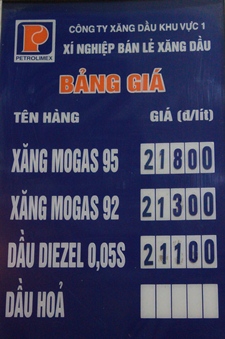 P
PETROLIMEX
CÔNG TY XĂNG DẦU KHU VỰC 1
XÍ NGHIỆP BÁN LẺ XĂNG DẦU
BẢNG GIÁ
TÊN HÀNG GIÁ (đ/lít)
XĂNG MOGAS 95 21800
XĂNG MOGAS 92 21300
DẦU DIEZEL 0,05S 21100
DẦU HOẢ